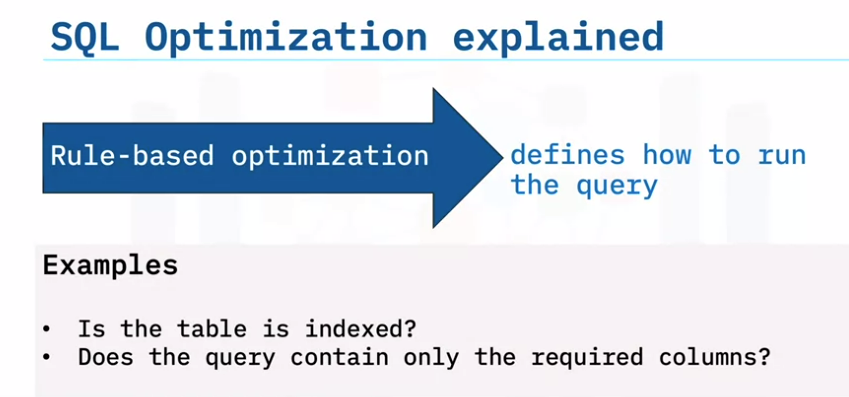 SQL Optimization explained
Rule-based optimization
defines how to run
the query
Examples
• Is the table is indexed?
• Does the query contain only the required columns?